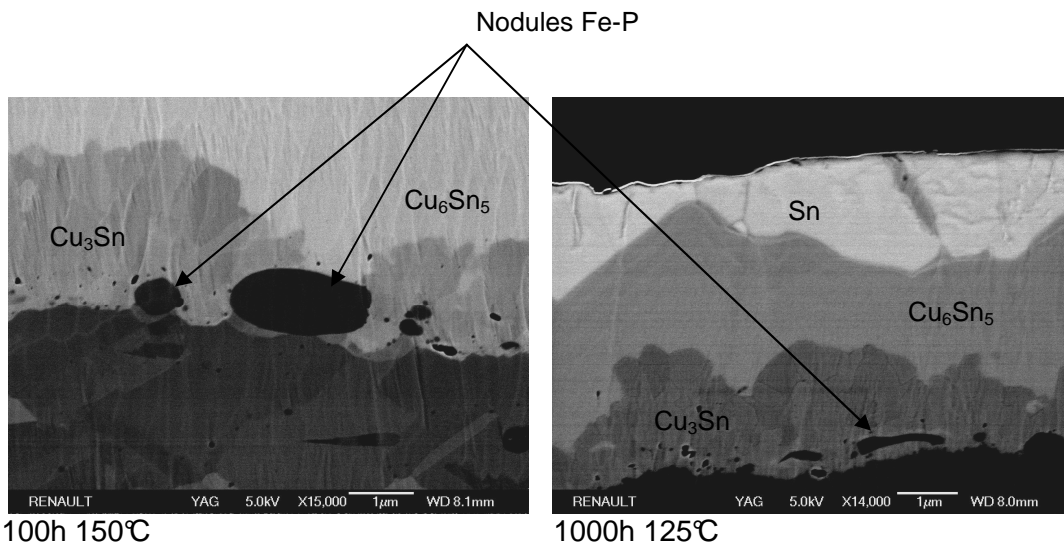 Nodules Fe-P
Cu₃Sn
Cu₆Sn₅
RENAULT YAG 5.0kV X15,000 1µm WD 8.1mm
100h 150℃
Sn
Cu₆Sn₅
Cu₃Sn
RENAULT YAG 5.0kV X14,000 1µm WD 8.0mm
1000h 125℃